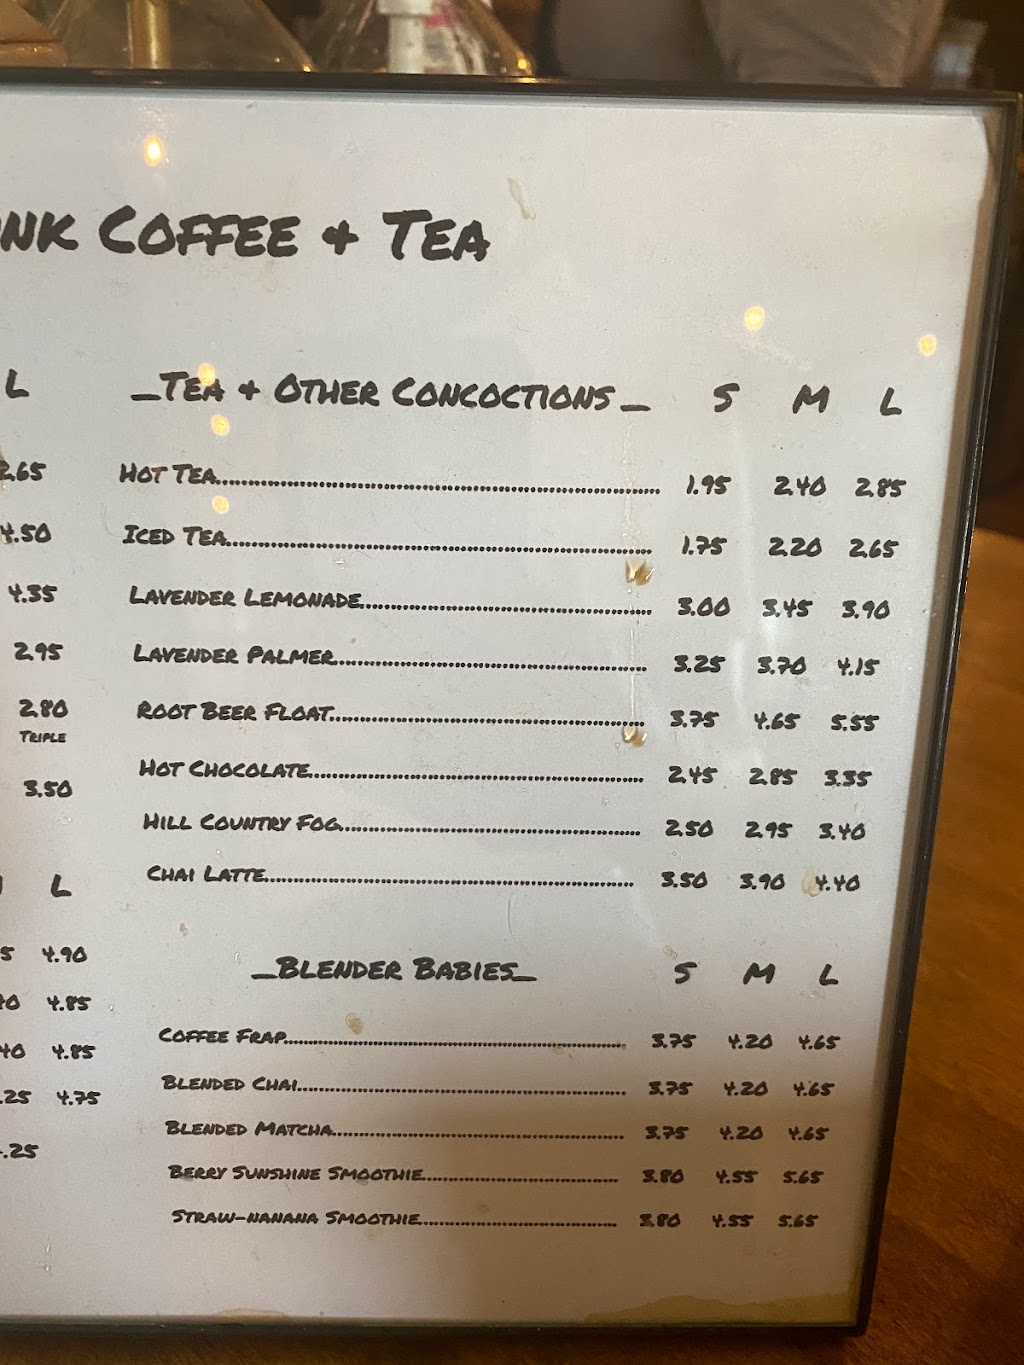 Coffee & Tea
L
_Tea & Other Concoctions_ S M L
2.65
Hot Tea 1.95 2.40 2.85
4.50
Iced Tea 1.75 2.20 2.65
4.35
Lavender Lemonade 3.00 3.45 3.90
2.95
Lavender Palmer 3.25 3.70 4.15
2.80
Triple
Root Beer Float 3.75 4.65 5.55
3.50
Hot Chocolate 2.45 2.85 3.35
Hill Country Fog 2.50 2.95 3.40
L
Chai Latte 3.50 3.90 4.40
4.90
_Blender Babies_ S M L
4.85
Coffee Frap 3.75 4.20 4.65
4.85
Blended Chai 3.75 4.20 4.65
4.75
Blended Matcha 3.75 4.20 4.65
Berry Sunshine Smoothie 3.80 4.55 5.65
Straw-nanana Smoothie 3.80 4.55 5.65